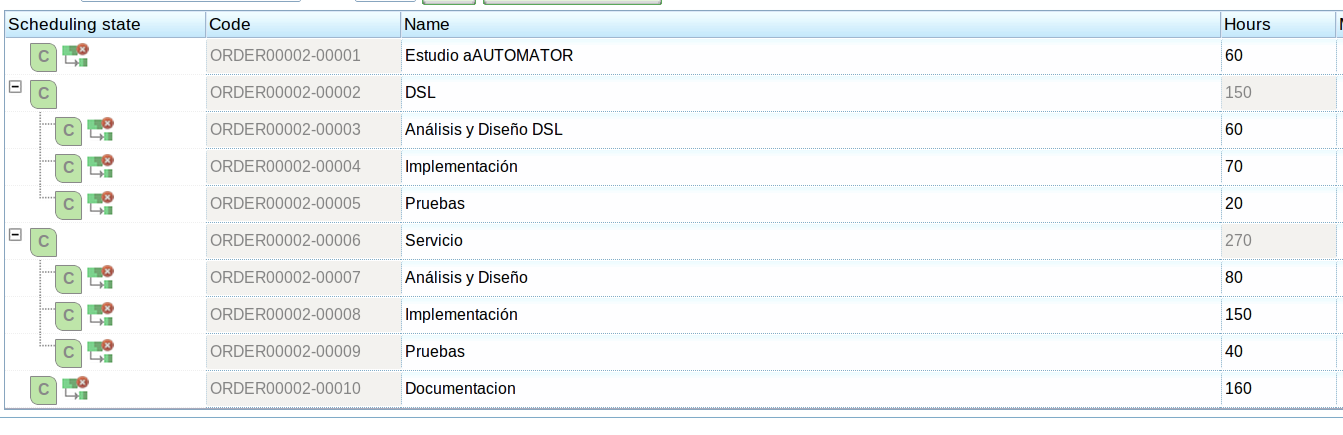 Scheduling state Code Name Hours
C ORDER00002-00001 Estudio aAUTOMATOR 60
C ORDER00002-00002 DSL 150
C ORDER00002-00003 Análisis y Diseño DSL 60
C ORDER00002-00004 Implementación 70
C ORDER00002-00005 Pruebas 20
C ORDER00002-00006 Servicio 270
C ORDER00002-00007 Análisis y Diseño 80
C ORDER00002-00008 Implementación 150
C ORDER00002-00009 Pruebas 40
C ORDER00002-00010 Documentacion 160